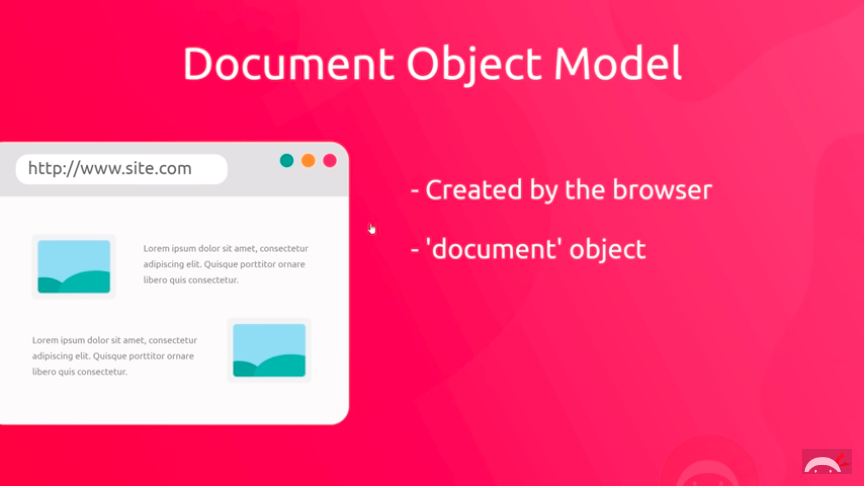 Document Object Model
http://www.site.com
- Created by the browser
- 'document' object
Lorem ipsum dolor sit amet, consectetur
adipiscing elit. Quisque porttitor ornare
libero quis consectetur.
Lorem ipsum dolor sit amet, consectetur
adipiscing elit. Quisque porttitor ornare
libero quis consectetur.